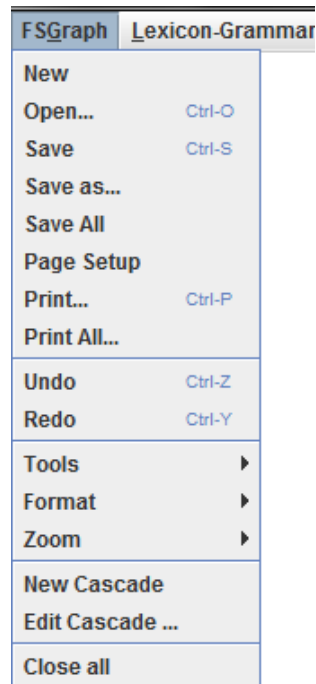 FSGraph Lexicon-Grammar
New
Open... Ctrl-O
Save Ctrl-S
Save as...
Save All
Page Setup
Print... Ctrl-P
Print All...
Undo Ctrl-Z
Redo Ctrl-Y
Tools
Format
Zoom
New Cascade
Edit Cascade ...
Close all